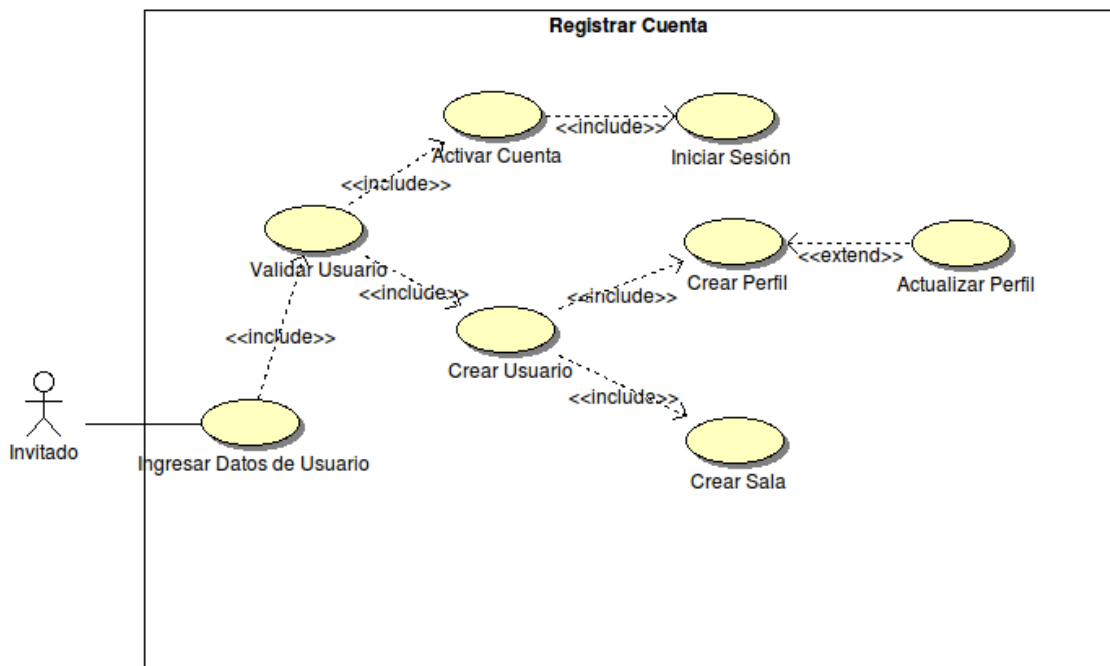 Registrar Cuenta
<<include>>
Activar Cuenta
Iniciar Sesión
<<include>>
Validar Usuario
<<include>>
Crear Perfil
<<extend>>
Actualizar Perfil
<<include>>
<<include>>
Crear Usuario
<<include>>
Invitado
Ingresar Datos de Usuario
Crear Sala